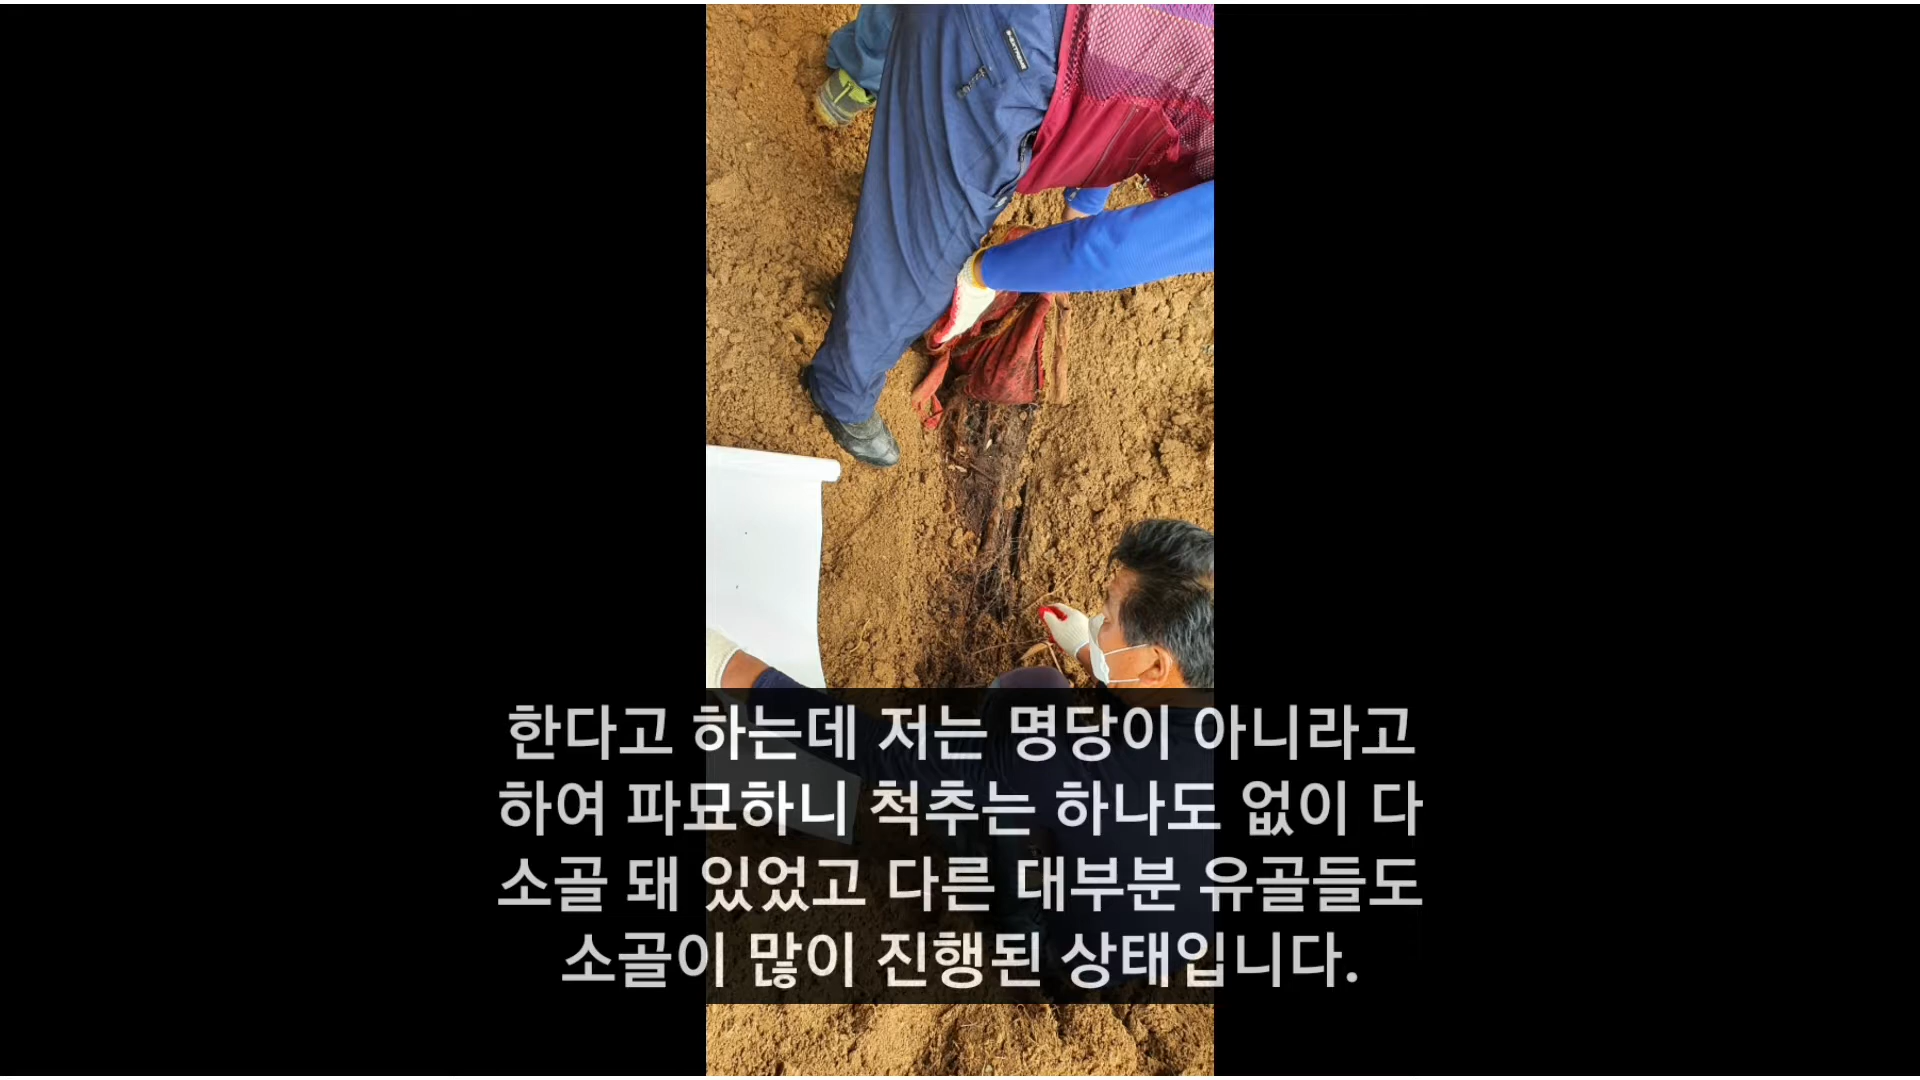 한다고 하는데 저는 명당이 아니라고
하여 파묘하니 척추는 하나도 없이 다
소골 돼 있었고 다른 대부분 유골들도
소골이 많이 진행된 상태입니다.